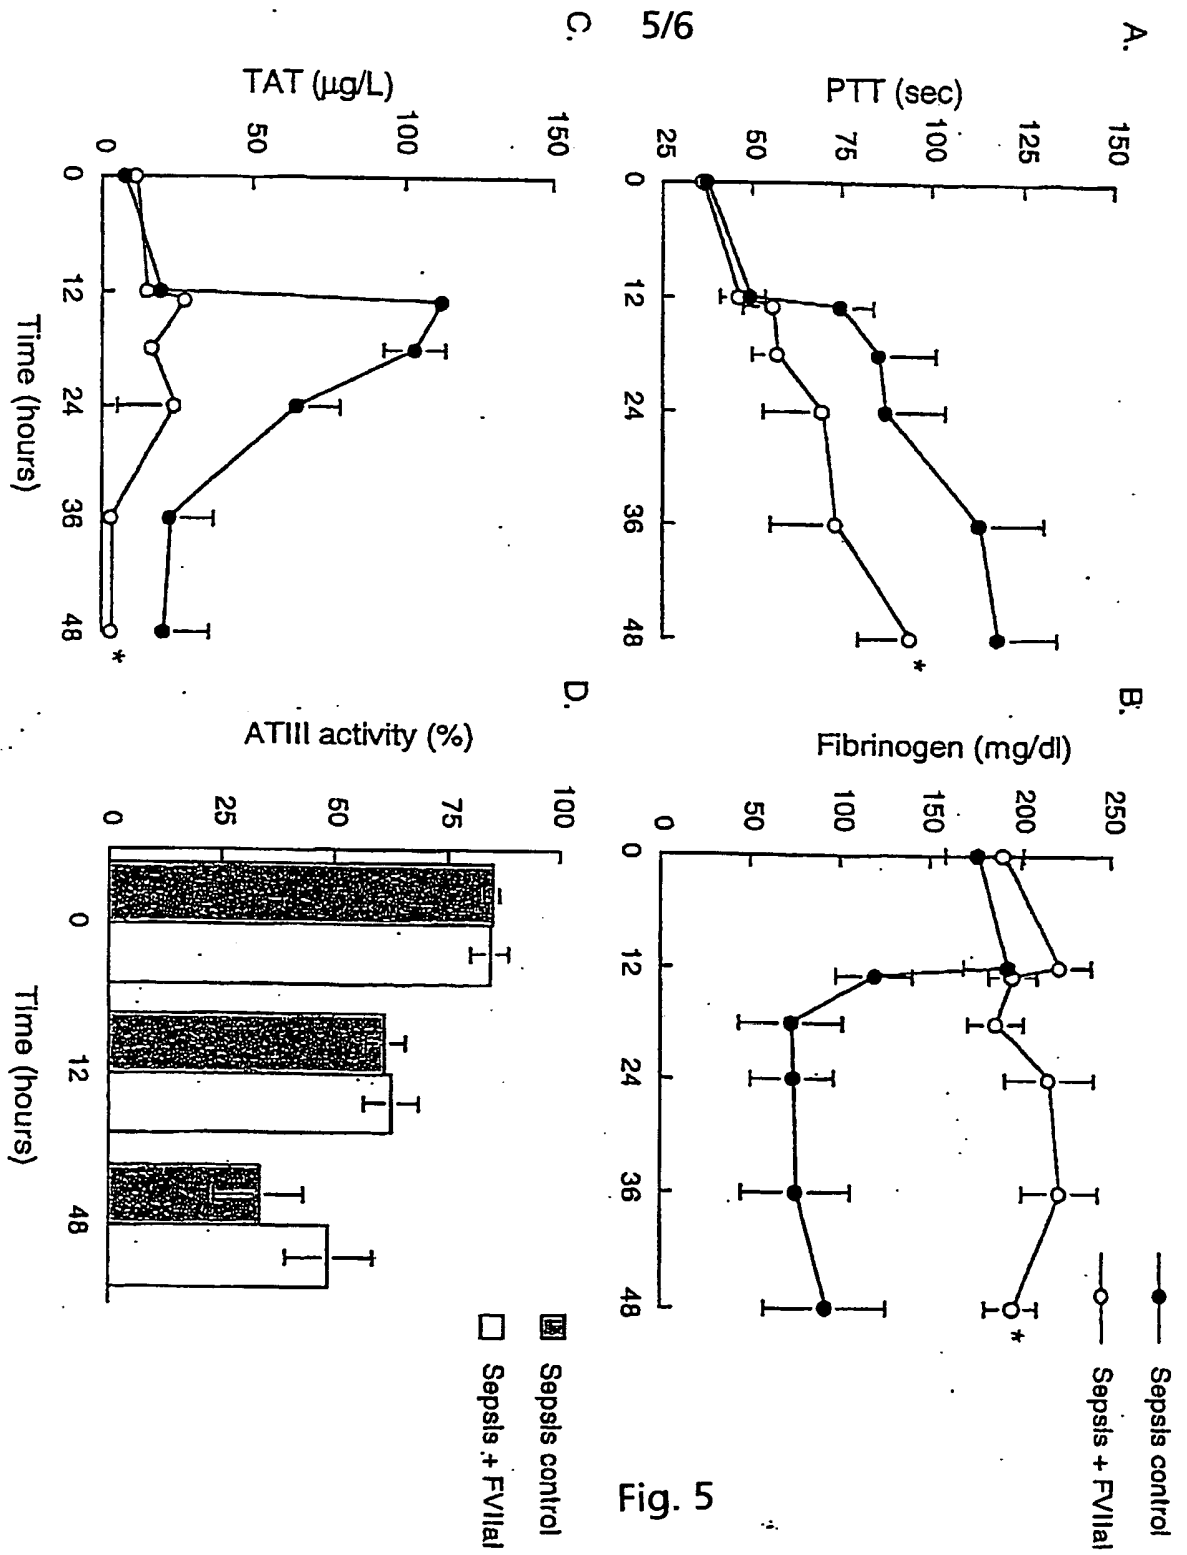 5/6
A.
PTT (sec)
150
125
100
75
50
25
0
12
24
36
48
*
B.
Fibrinogen (mg/dl)
250
200
150
100
50
0
0
12
24
36
48
*
Sepsis control
Sepsis + FVIIai
C.
TAT (µg/L)
150
100
50
0
0
12
24
36
48
*
Time (hours)
D.
ATIII activity (%)
100
75
50
25
0
0
12
48
Time (hours)
Sepsis control
Sepsis + FVIIai
Fig. 5